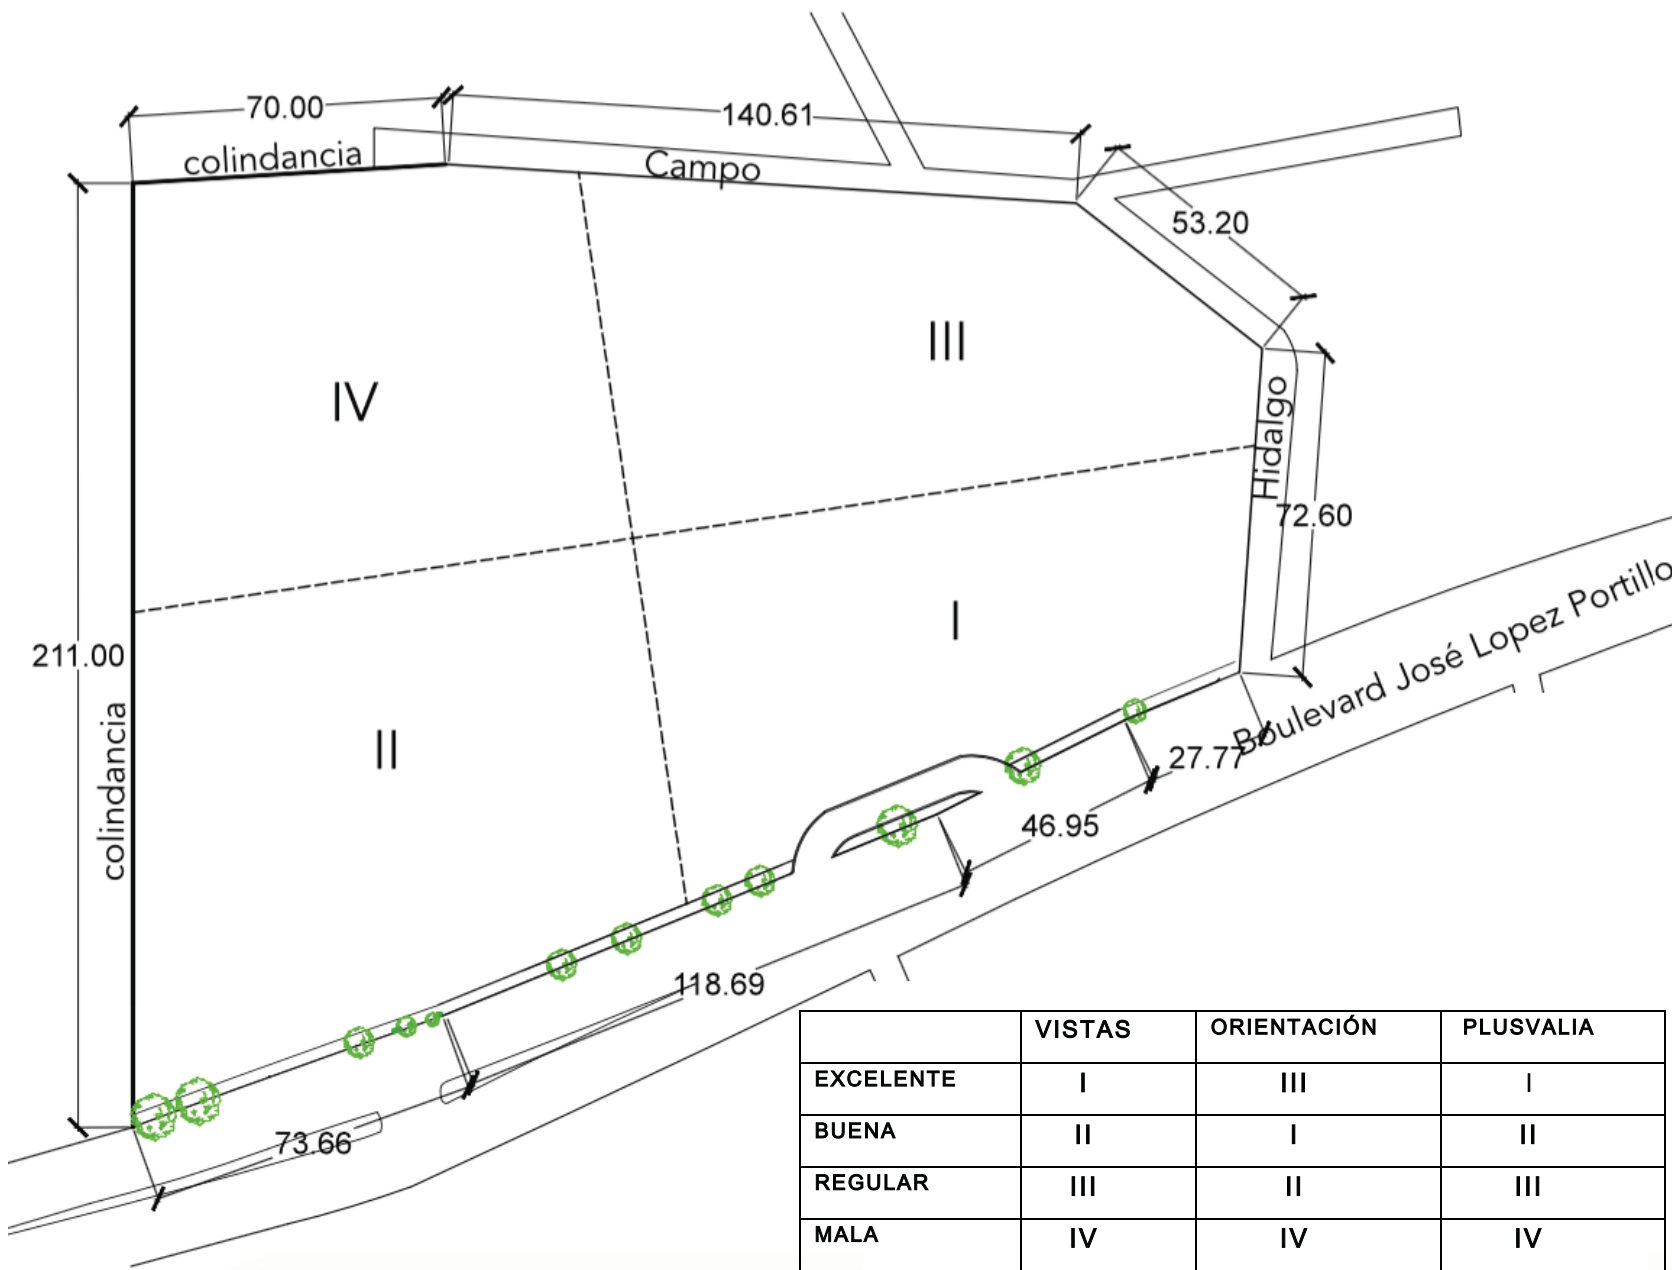 70.00
140.61
colindancia
Campo
53.20
III
IV
Hidalgo
72.60
I
Boulevard José Lopez Portillo
211.00
colindancia
II
27.77
46.95
118.69
73.66
VISTAS ORIENTACIÓN PLUSVALIA
EXCELENTE I III I
BUENA II I II
REGULAR III II III
MALA IV IV IV